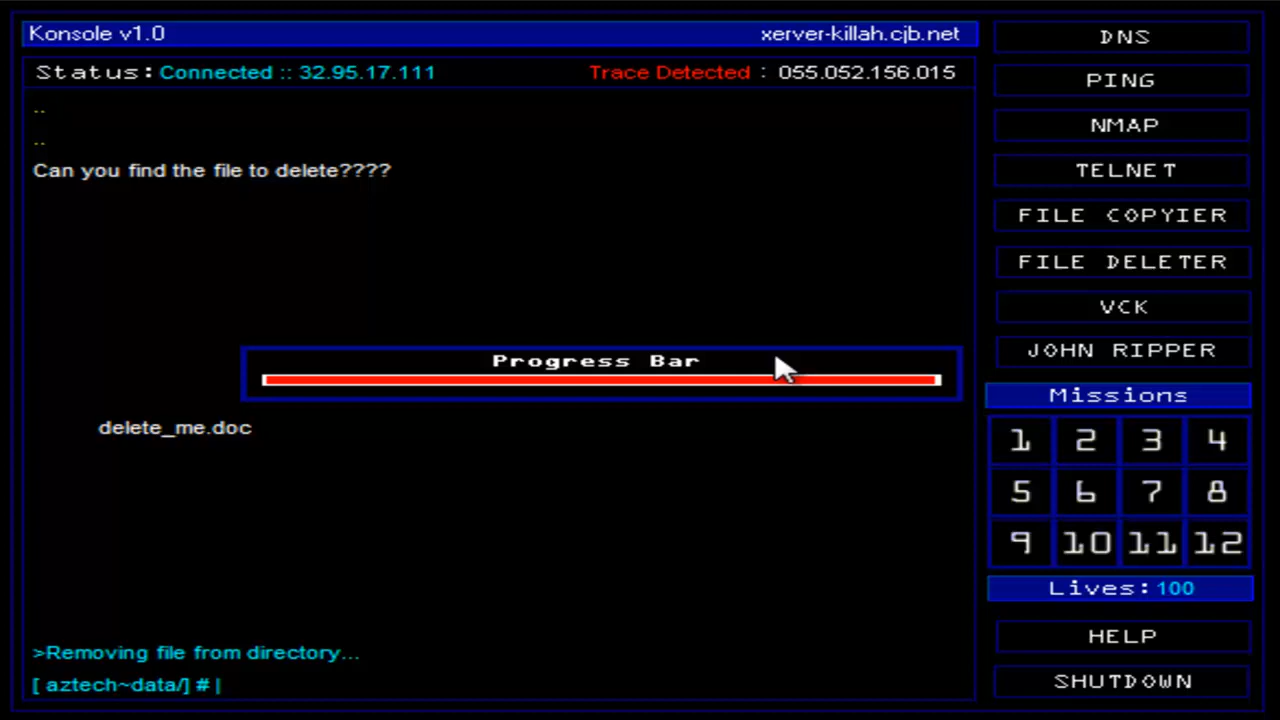 Konsole v1.0 xerver-killah.cjb.net
Status: Connected :: 32.95.17.111 Trace Detected : 055.052.156.015
..
..
Can you find the file to delete????
Progress Bar
delete_me.doc
>Removing file from directory...
[ aztech~data/] # |
DNS
PING
NMAP
TELNET
FILE COPYIER
FILE DELETER
VCK
JOHN RIPPER
Missions
1 2 3 4
5 6 7 8
9 10 11 12
Lives: 100
HELP
SHUTDOWN